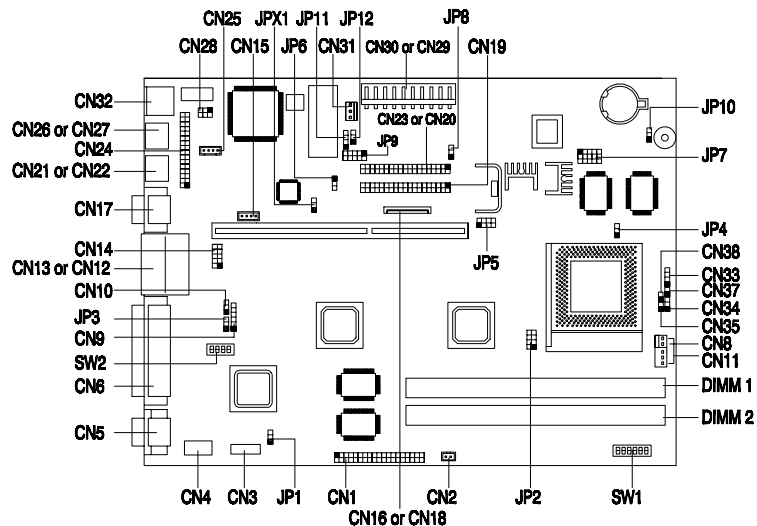 CN25 JPX1 JP11 JP12 JP8
CN28 CN15 JP6 CN31 CN30 or CN29 CN19
CN32
CN26 or CN27
CN24
CN21 or CN22
CN17
CN14
CN13 or CN12
CN10
JP3
CN9
SW2
CN6
CN5
CN23 or CN20
JP9
JP5
JP10
JP7
JP4
CN38
CN33
CN37
CN34
CN35
CN8
CN11
DIMM 1
DIMM 2
CN4 CN3 JP1 CN1 CN2 JP2 SW1
CN16 or CN18